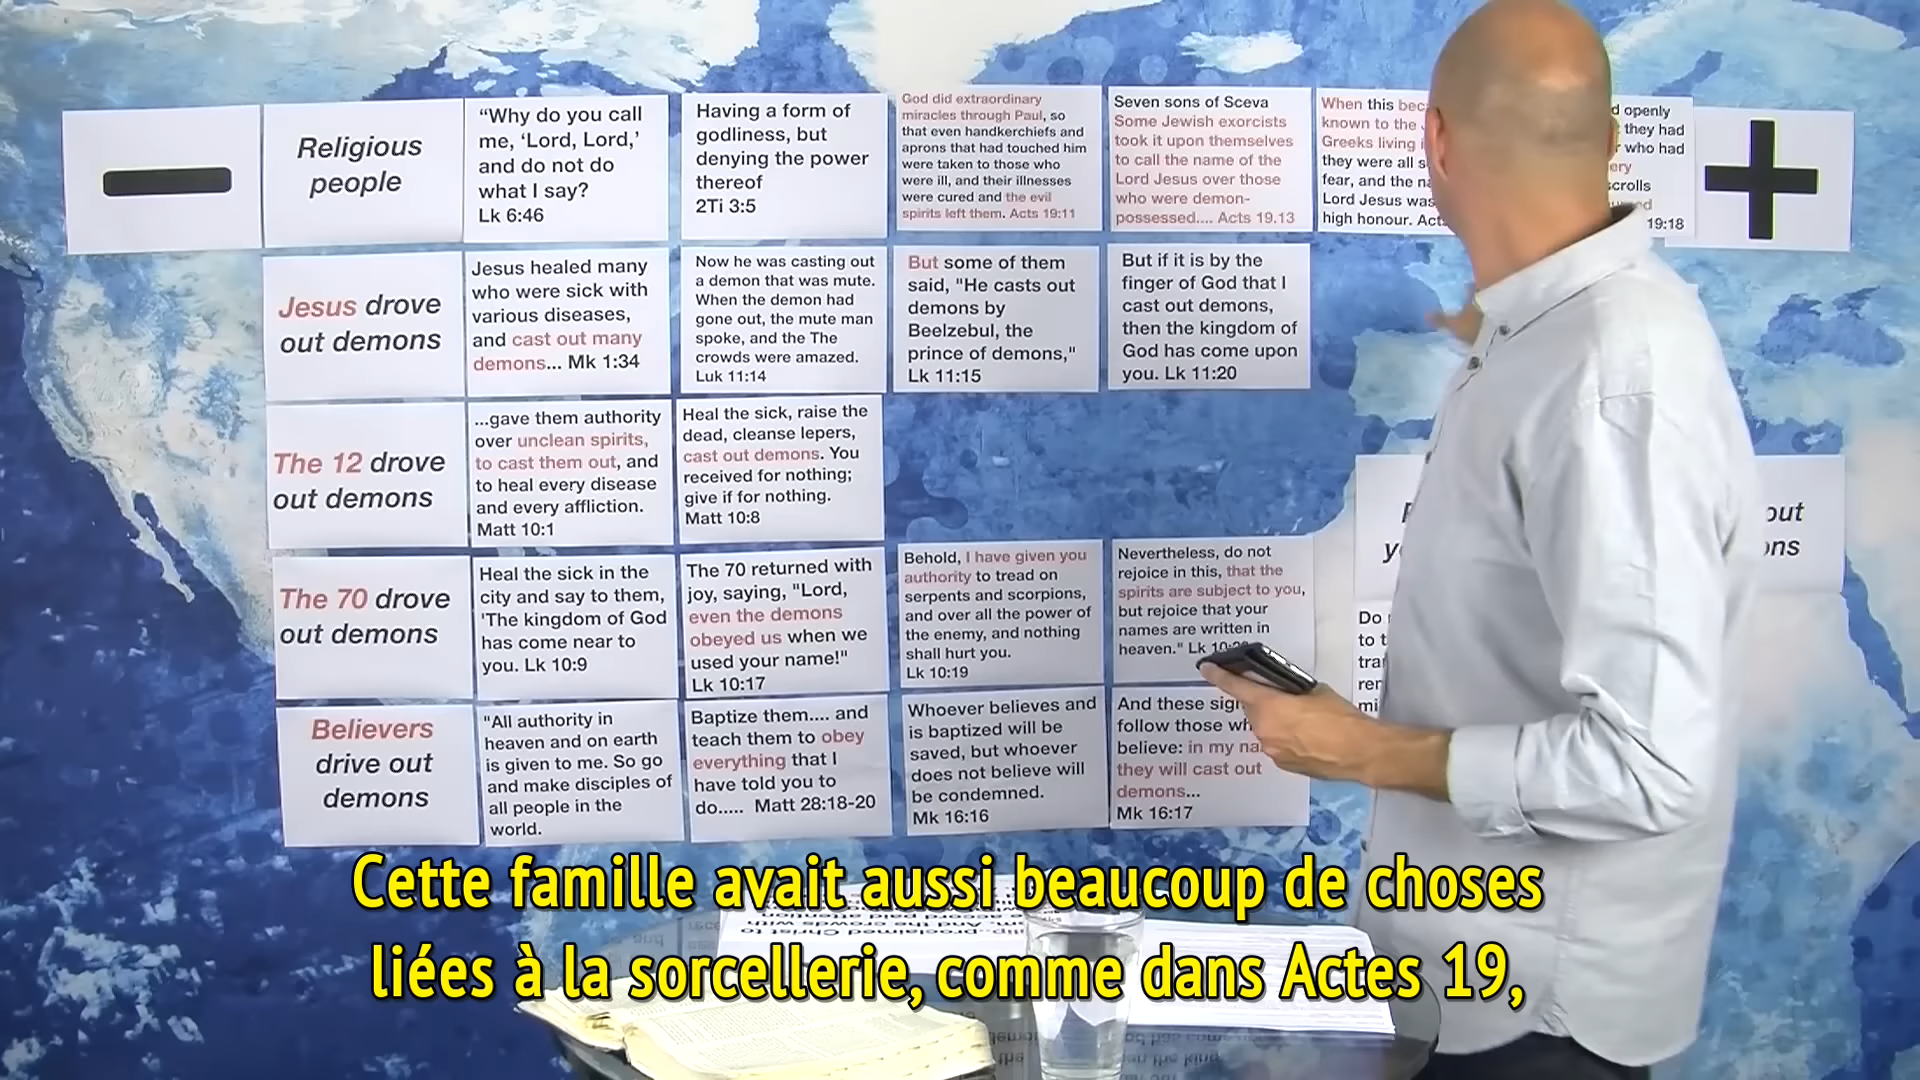 Religious
people
“Why do you call
me, ‘Lord, Lord,’
and do not do
what I say?
Lk 6:46
Having a form of
godliness, but
denying the power
thereof
2Ti 3:5
God did extraordinary
miracles through Paul, so
that even handkerchiefs and
aprons that had touched him
were taken to those who
were ill, and their illnesses
were cured and the evil
spirits left them. Acts 19:11
Seven sons of Sceva
Some Jewish exorcists
took it upon themselves
to call the name of the
Lord Jesus over those
who were demon-
possessed.... Acts 19.13
When this
known to the
Greeks living
they were all
fear, and the
Lord Jesus was
high honour.
openly
they had
who had
scrolls
19:18
Jesus drove
out demons
Jesus healed many
who were sick with
various diseases,
and cast out many
demons... Mk 1:34
Now he was casting out
a demon that was mute.
When the demon had
gone out, the mute man
spoke, and the The
crowds were amazed.
Luk 11:14
But some of them
said, "He casts out
demons by
Beelzebul, the
prince of demons,"
Lk 11:15
But if it is by the
finger of God that I
cast out demons,
then the kingdom of
God has come upon
you. Lk 11:20
The 12 drove
out demons
...gave them authority
over unclean spirits,
to cast them out, and
to heal every disease
and every affliction.
Matt 10:1
Heal the sick, raise the
dead, cleanse lepers,
cast out demons. You
received for nothing;
give if for nothing.
Matt 10:8
out
The 70 drove
out demons
Heal the sick in the
city and say to them,
'The kingdom of God
has come near to
you. Lk 10:9
The 70 returned with
joy, saying, "Lord,
even the demons
obeyed us when we
used your name!"
Lk 10:17
Behold, I have given you
authority to tread on
serpents and scorpions,
and over all the power of
the enemy, and nothing
shall hurt you.
Lk 10:19
Nevertheless, do not
rejoice in this, that the
spirits are subject to you,
but rejoice that your
names are written in
heaven." Lk
Do
to
Believers
drive out
demons
"All authority in
heaven and on earth
is given to me. So go
and make disciples of
all people in the
world.
Baptize them.... and
teach them to obey
everything that I
have told you to
do..... Matt 28:18-20
Whoever believes and
is baptized will be
saved, but whoever
does not believe will
be condemned.
Mk 16:16
And these
follow those
believe: in my
they will cast out
demons...
Mk 16:17
Cette famille avait aussi beaucoup de choses
liées à la sorcellerie, comme dans Actes 19,